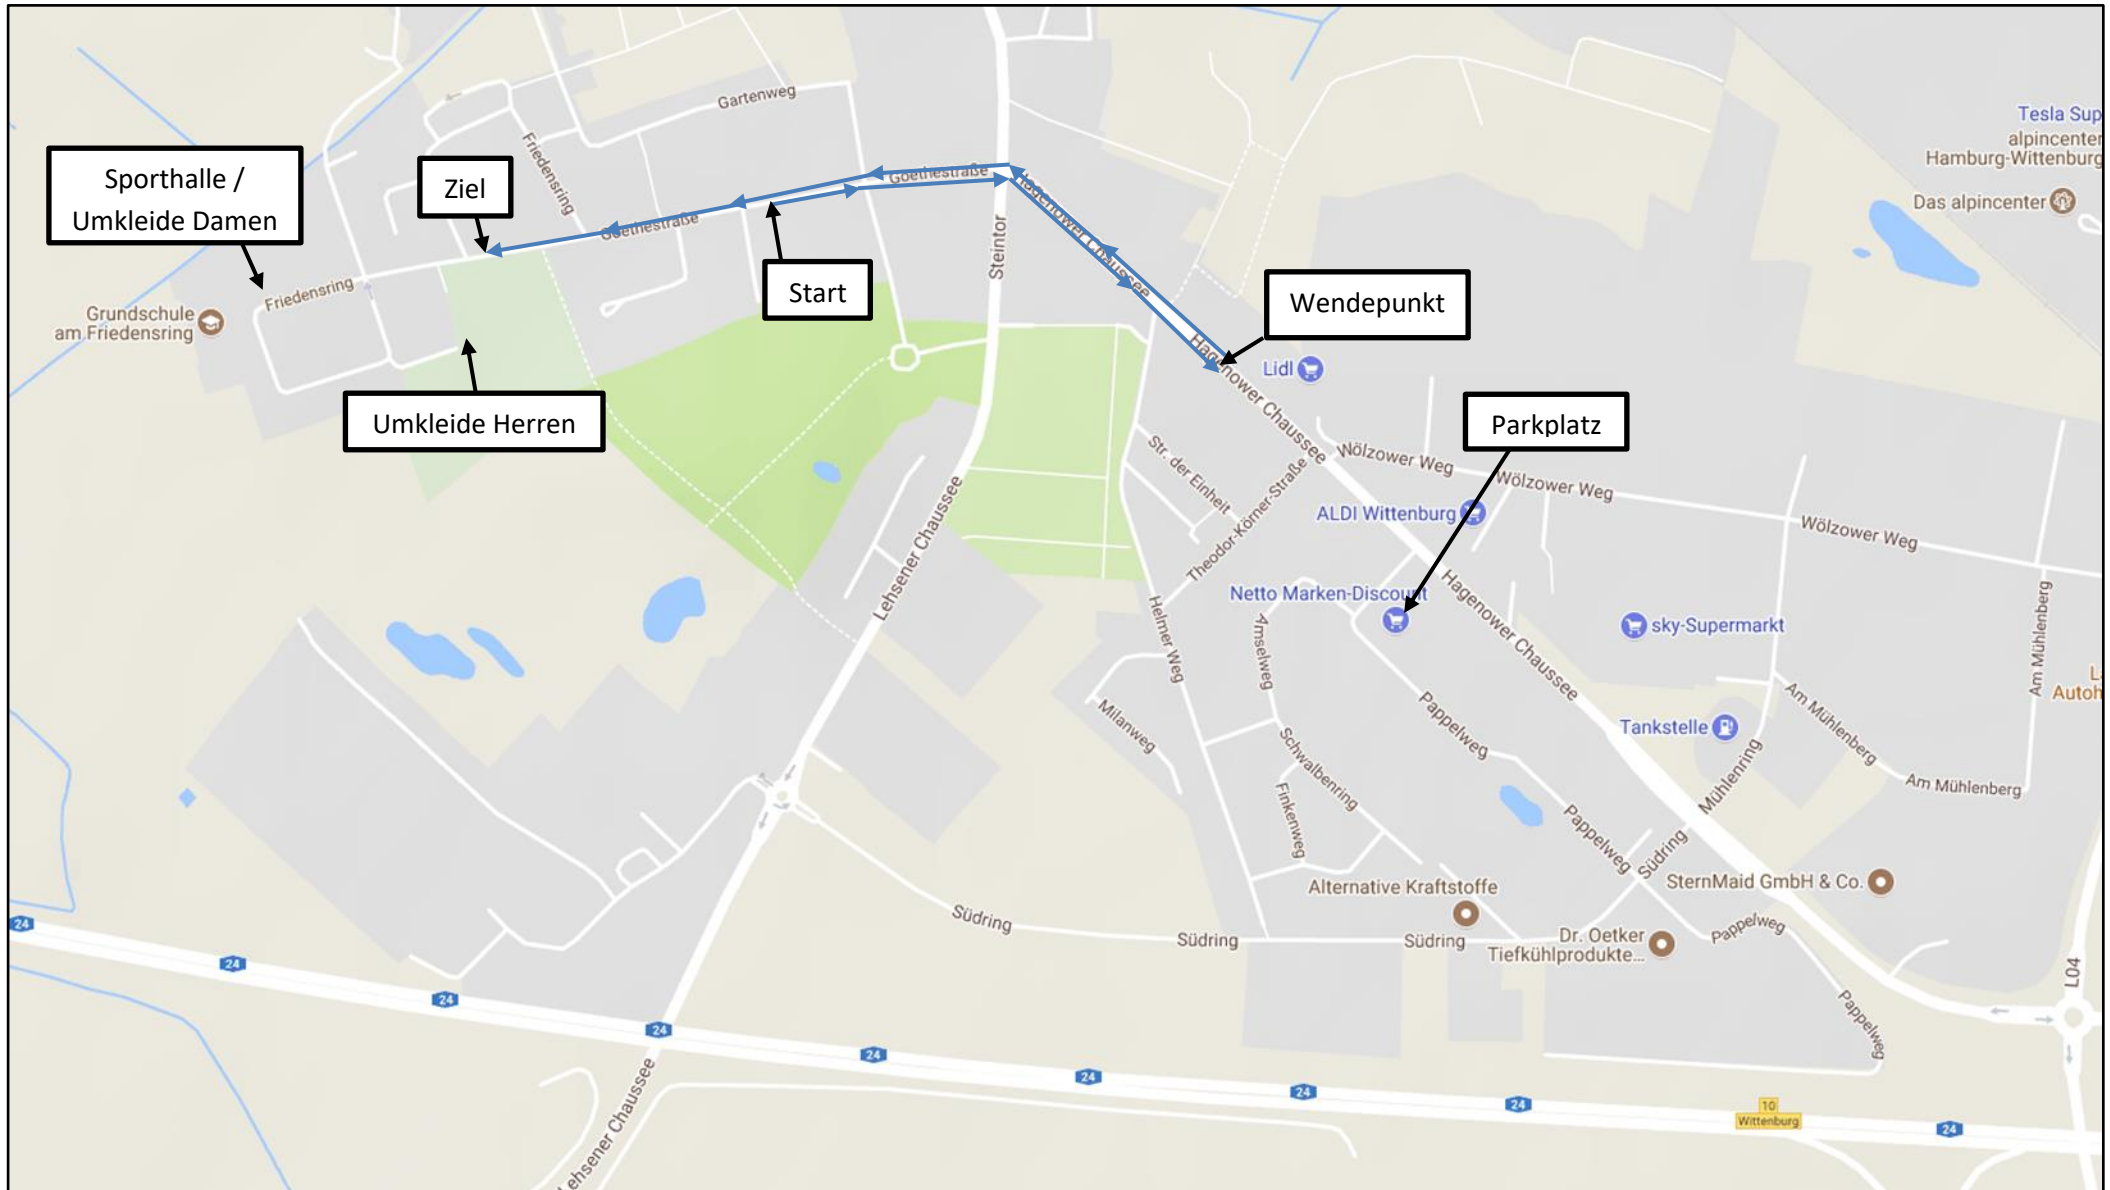 Gartenweg
Tesla Sup
alpincenter
Hamburg-Wittenburg
Das alpincenter
Sporthalle /
Umkleide Damen
Ziel
Friedensring
Goethestraße
Goethestraße
Hagenower Chaussee
Steintor
Start
Wendepunkt
Friedensring
Grundschule
am Friedensring
Umkleide Herren
Lidl
Hagenower Chaussee
Parkplatz
Wölzower Weg
Wölzower Weg
Wölzower Weg
Str. der Einheit
Theodor-Körner-Straße
ALDI Wittenburg
Netto Marken-Discount
Hagenower Chaussee
Lehsener Chaussee
Helmer Weg
Amselweg
sky-Supermarkt
Am Mühlenberg
L
Autoh
Milanweg
Pappelweg
Tankstelle
Am Mühlenberg
Schwalbenring
Finkenweg
Mühlenring
Am Mühlenberg
Pappelweg
Südring
SternMaid GmbH & Co.
Alternative Kraftstoffe
Südring
Südring
Südring
Dr. Oetker
Tiefkühlprodukte...
Pappelweg
Pappelweg
L04
24
24
24
24
24
24
24
24
24
10
Wittenburg
Lehsener Chaussee